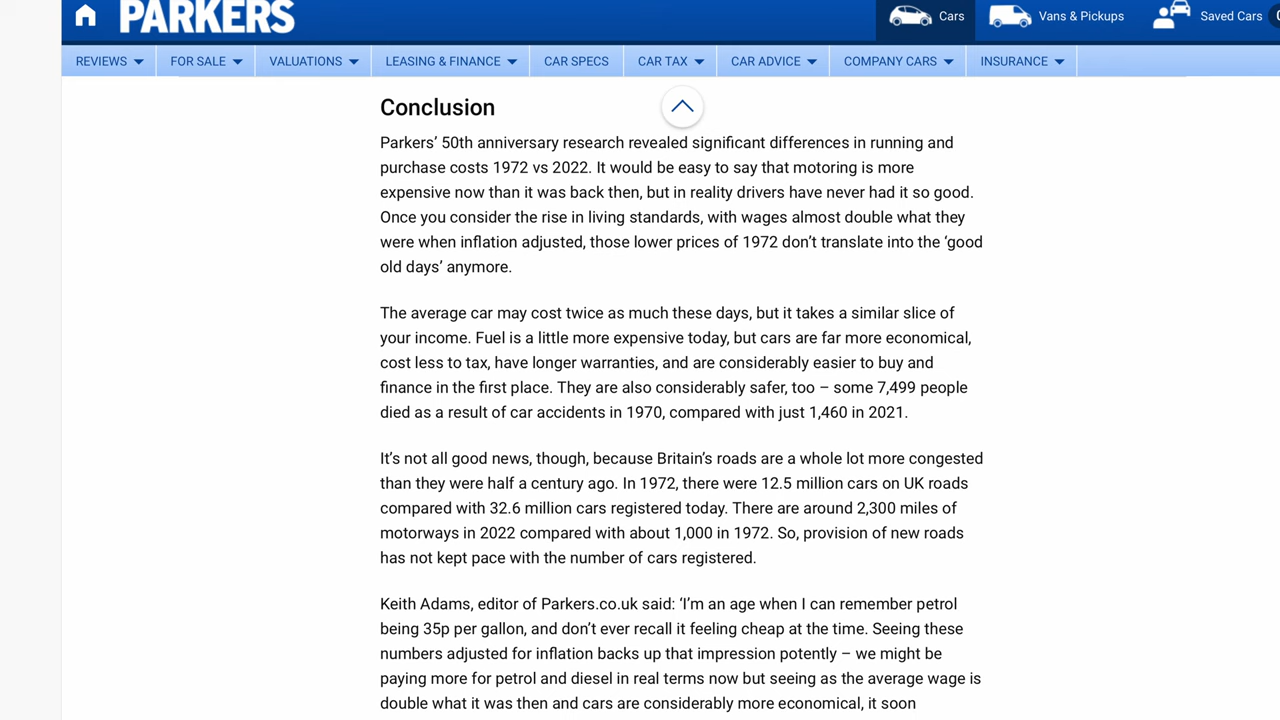 PARKERS
Cars
Vans & Pickups
Saved Cars
REVIEWS
FOR SALE
VALUATIONS
LEASING & FINANCE
CAR SPECS
CAR TAX
CAR ADVICE
COMPANY CARS
INSURANCE
Conclusion
Parkers’ 50th anniversary research revealed significant differences in running and
purchase costs 1972 vs 2022. It would be easy to say that motoring is more
expensive now than it was back then, but in reality drivers have never had it so good.
Once you consider the rise in living standards, with wages almost double what they
were when inflation adjusted, those lower prices of 1972 don’t translate into the ‘good
old days’ anymore.
The average car may cost twice as much these days, but it takes a similar slice of
your income. Fuel is a little more expensive today, but cars are far more economical,
cost less to tax, have longer warranties, and are considerably easier to buy and
finance in the first place. They are also considerably safer, too – some 7,499 people
died as a result of car accidents in 1970, compared with just 1,460 in 2021.
It’s not all good news, though, because Britain’s roads are a whole lot more congested
than they were half a century ago. In 1972, there were 12.5 million cars on UK roads
compared with 32.6 million cars registered today. There are around 2,300 miles of
motorways in 2022 compared with about 1,000 in 1972. So, provision of new roads
has not kept pace with the number of cars registered.
Keith Adams, editor of Parkers.co.uk said: ‘I’m an age when I can remember petrol
being 35p per gallon, and don’t ever recall it feeling cheap at the time. Seeing these
numbers adjusted for inflation backs up that impression potently – we might be
paying more for petrol and diesel in real terms now but seeing as the average wage is
double what it was then and cars are considerably more economical, it soon